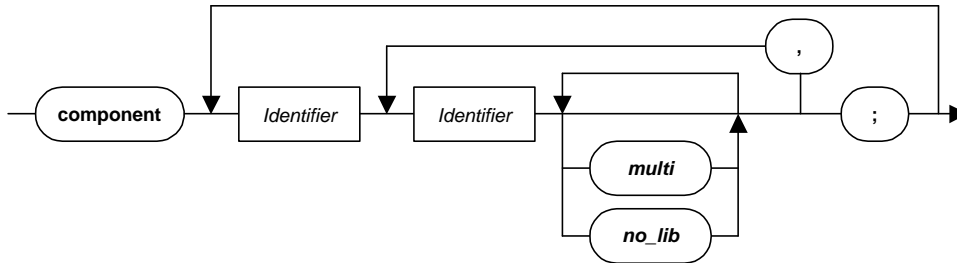 ,
component Identifier Identifier ;
multi
no_lib